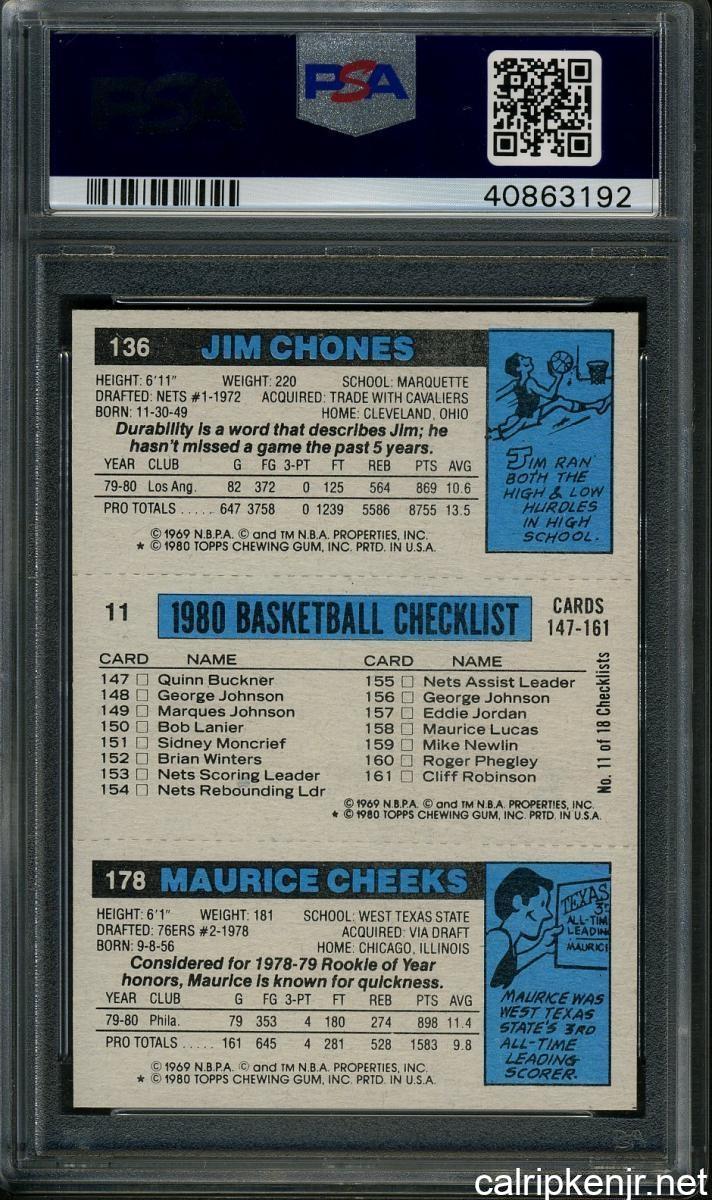 PSA
40863192
136 JIM CHONES
HEIGHT: 6'11" WEIGHT: 220 SCHOOL: MARQUETTE
DRAFTED: NETS #1-1972 ACQUIRED: TRADE WITH CAVALIERS
BORN: 11-30-49 HOME: CLEVELAND, OHIO
Durability is a word that describes Jim; he
hasn't missed a game the past 5 years.
YEAR CLUB G FG 3-PT FT REB PTS AVG
79-80 Los Ang. 82 372 0 125 564 869 10.6
PRO TOTALS ..... 647 3758 0 1239 5586 8755 13.5
© 1969 N.B.P.A. © and TM N.B.A. PROPERTIES, INC.
* © 1980 TOPPS CHEWING GUM, INC. PRTD. IN U.S.A.
JIM RAN
BOTH THE
HIGH & LOW
HURDLES
IN HIGH
SCHOOL.
11 1980 BASKETBALL CHECKLIST CARDS
147-161
CARD NAME
147 Quinn Buckner
148 George Johnson
149 Marques Johnson
150 Bob Lanier
151 Sidney Moncrief
152 Brian Winters
153 Nets Scoring Leader
154 Nets Rebounding Ldr
CARD NAME
155 Nets Assist Leader
156 George Johnson
157 Eddie Jordan
158 Maurice Lucas
159 Mike Newlin
160 Roger Phegley
161 Cliff Robinson
No. 11 of 18 Checklists
© 1969 N.B.P.A. © and TM N.B.A. PROPERTIES, INC.
* © 1980 TOPPS CHEWING GUM, INC. PRTD. IN U.S.A.
178 MAURICE CHEEKS
HEIGHT: 6'1" WEIGHT: 181 SCHOOL: WEST TEXAS STATE
DRAFTED: 76ERS #2-1978 ACQUIRED: VIA DRAFT
BORN: 9-8-56 HOME: CHICAGO, ILLINOIS
Considered for 1978-79 Rookie of Year
honors, Maurice is known for quickness.
YEAR CLUB G FG 3-PT FT REB PTS AVG
79-80 Phila. 79 353 4 180 274 898 11.4
PRO TOTALS ..... 161 645 4 281 528 1583 9.8
© 1969 N.B.P.A. © and TM N.B.A. PROPERTIES, INC.
* © 1980 TOPPS CHEWING GUM, INC. PRTD. IN U.S.A.
TEXAS
ALL-TIM
LEADIN
MAURIC
MAURICE WAS
WEST TEXAS
STATE'S 3RD
ALL-TIME
LEADING
SCORER.
calripkenjr.net